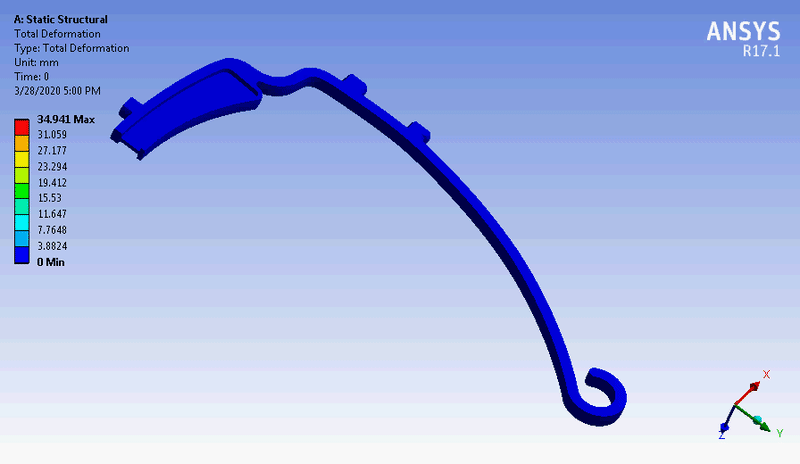 A: Static Structural
Total Deformation
Type: Total Deformation
Unit: mm
Time: 0
3/28/2020 5:00 PM
34.941 Max
31.059
27.177
23.294
19.412
15.53
11.647
7.7648
3.8824
0 Min
ANSYS
R17.1
X
Y
Z